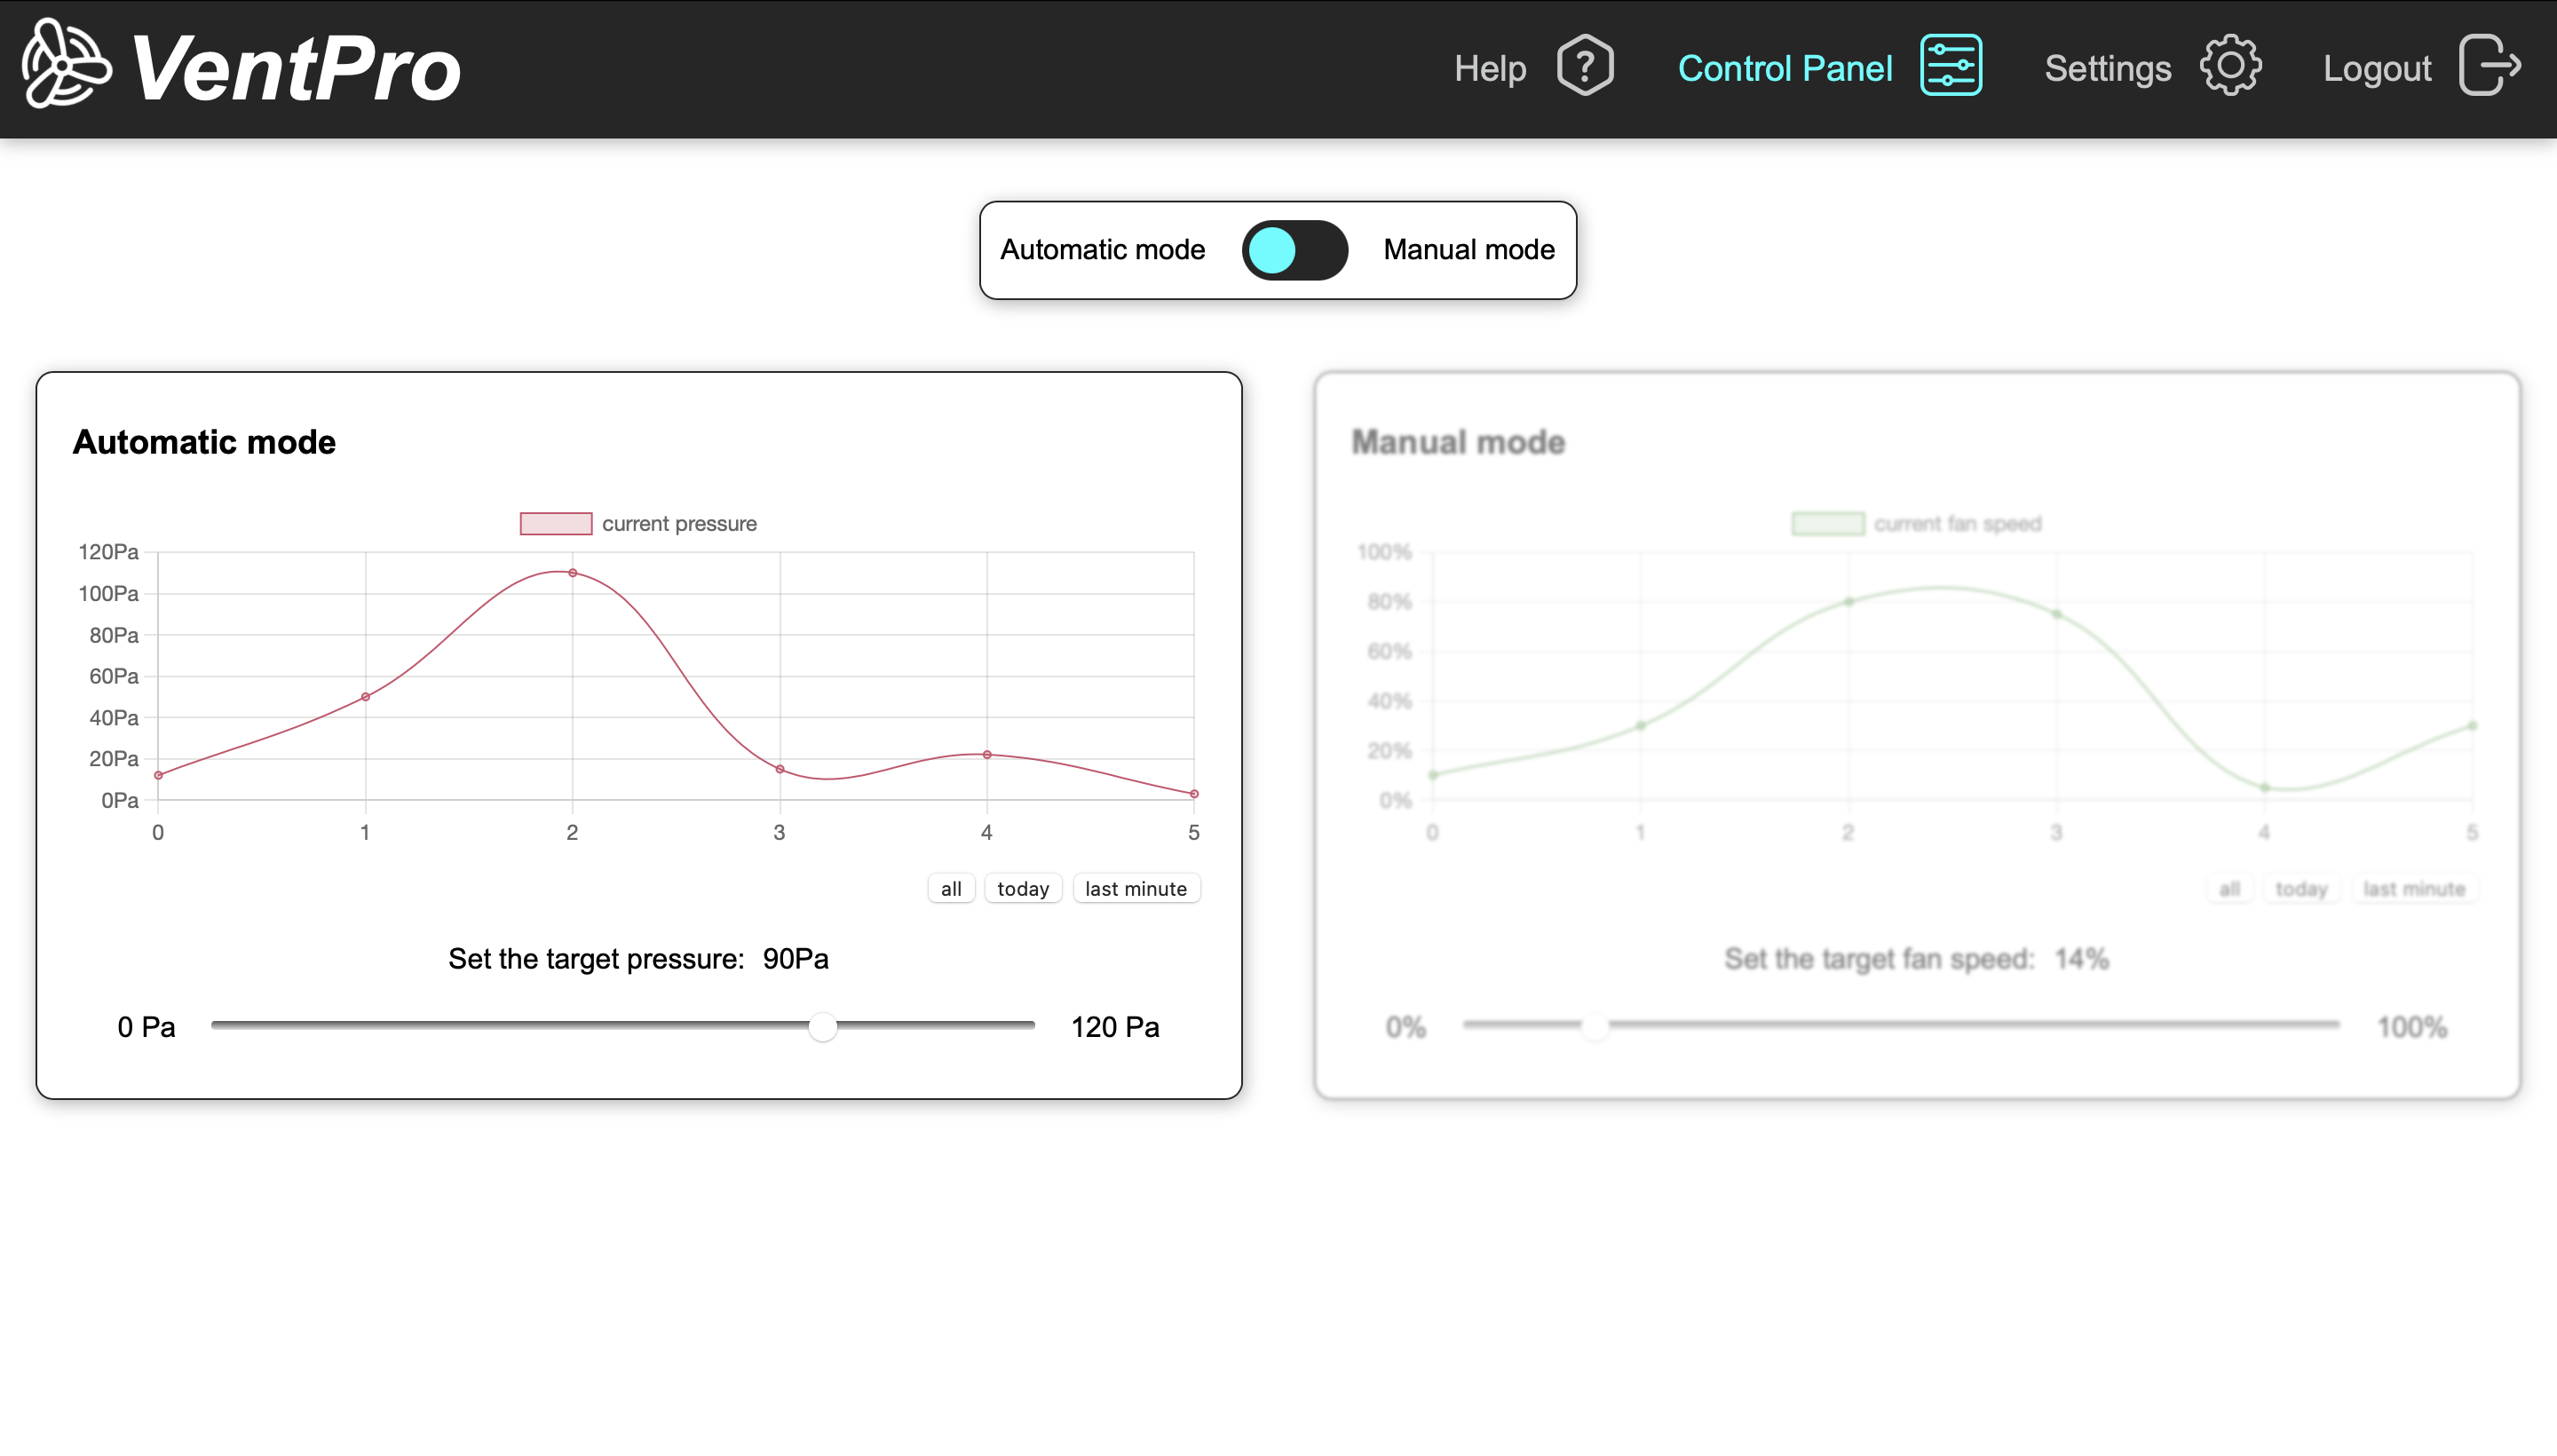 VentPro
Help ? Control Panel Settings Logout
Automatic mode Manual mode
Automatic mode
current pressure
120Pa
100Pa
80Pa
60Pa
40Pa
20Pa
0Pa
0 1 2 3 4 5
all today last minute
Set the target pressure: 90Pa
0 Pa 120 Pa
Manual mode
current fan speed
100%
80%
60%
40%
20%
0%
0 1 2 3 4 5
all today last minute
Set the target fan speed: 14%
0% 100%